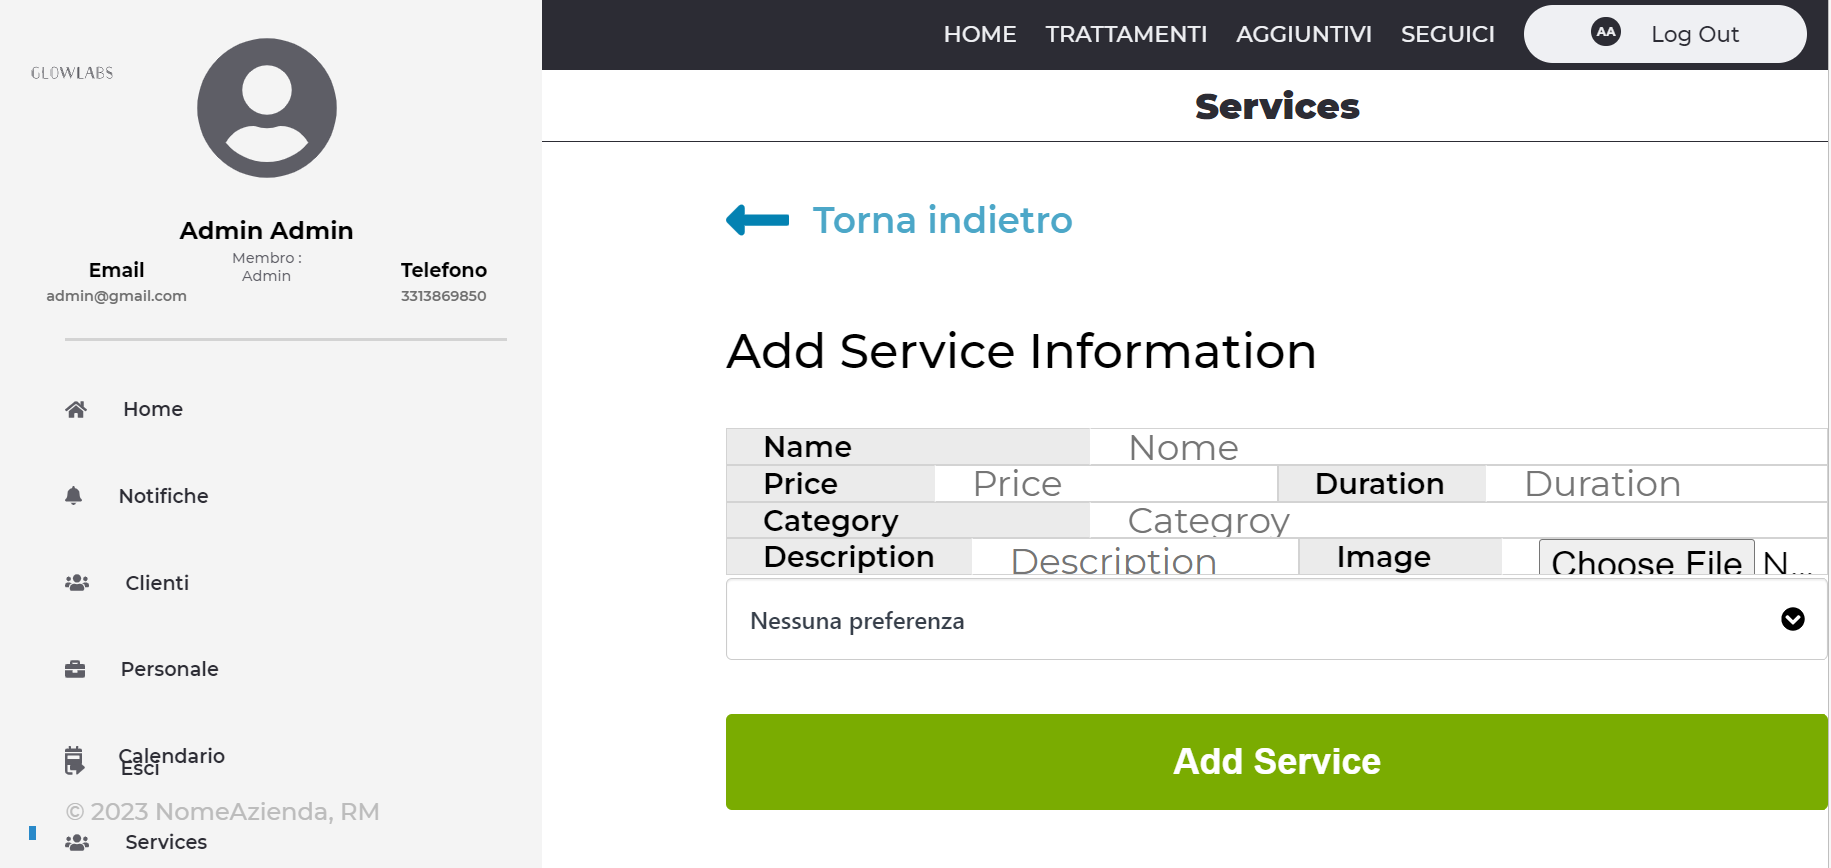 GLOWLABS
Admin Admin
Membro :
Admin
Email
admin@gmail.com
Telefono
3313869850
Home
Notifiche
Clienti
Personale
Calendario
Esci
© 2023 NomeAzienda, RM
Services
HOME TRATTAMENTI AGGIUNTIVI SEGUICI AA Log Out
Services
Torna indietro
Add Service Information
Name Nome
Price Price Duration Duration
Category Categroy
Description Description Image Choose File N...
Nessuna preferenza
Add Service